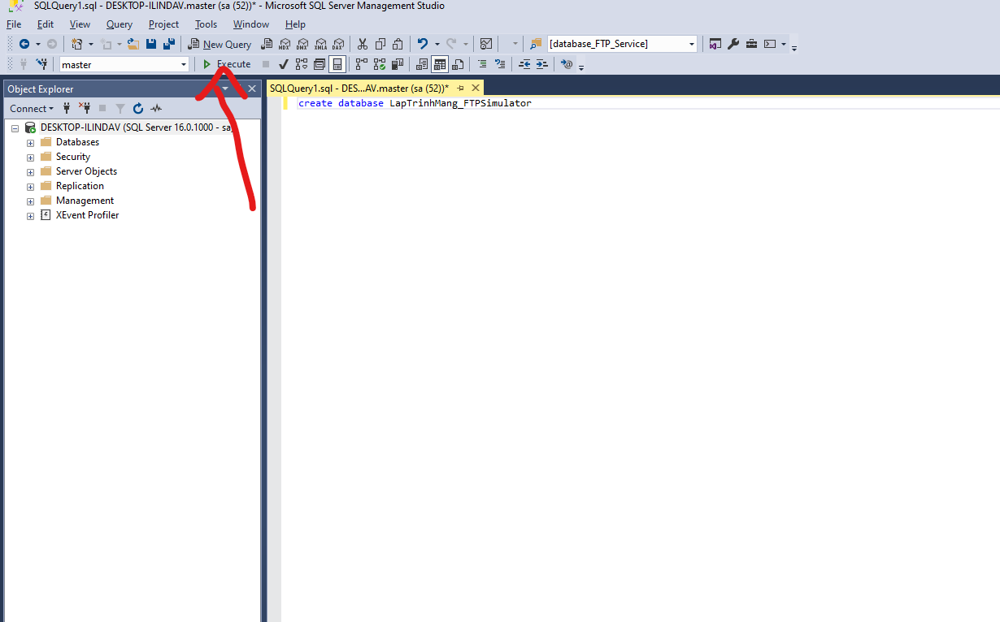 SQLQuery1.sql - DESKTOP-ILINDAV.master (sa (52))* - Microsoft SQL Server Management Studio
File Edit View Query Project Tools Window Help
New Query MDX DMX XMLA DAX [database_FTP_Service]
master Execute
Object Explorer
SQLQuery1.sql - DES...AV.master (sa (52))*
create database LapTrinhMang_FTPSimulator
Connect
DESKTOP-ILINDAV (SQL Server 16.0.1000 - sa)
Databases
Security
Server Objects
Replication
Management
XEvent Profiler